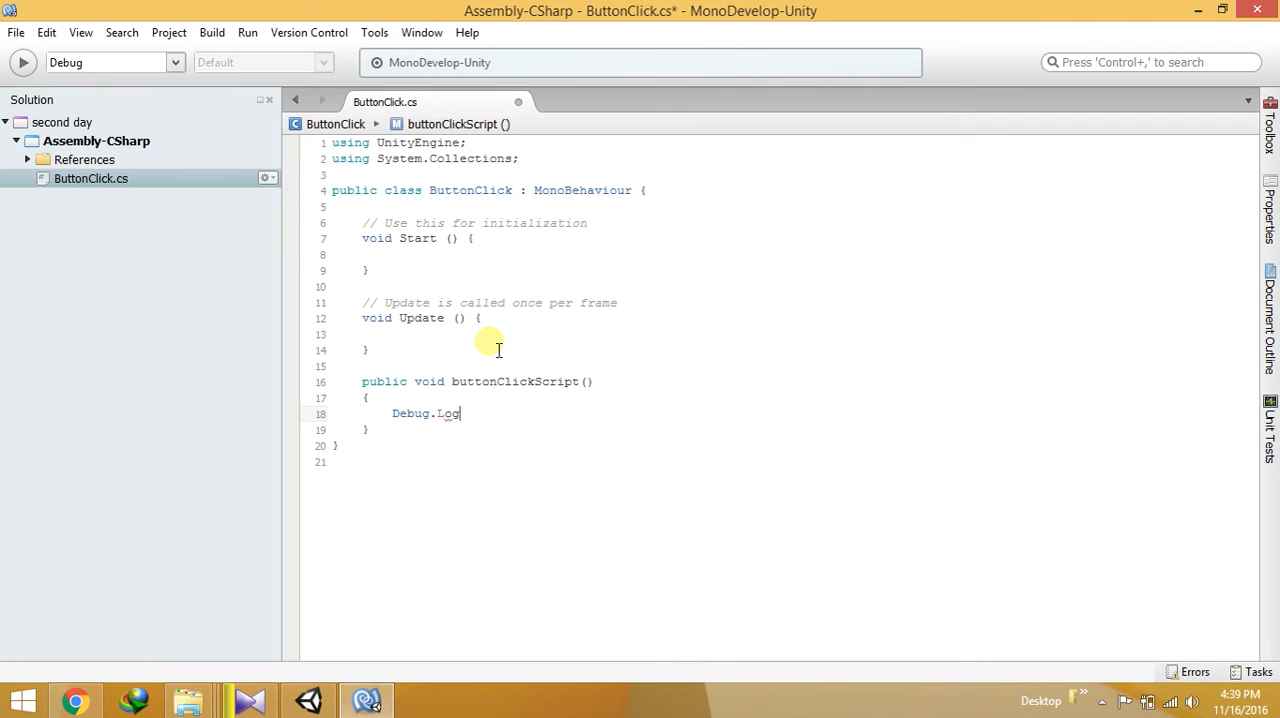 Assembly-CSharp - ButtonClick.cs* - MonoDevelop-Unity
File Edit View Search Project Build Run Version Control Tools Window Help
Debug Default MonoDevelop-Unity Press 'Control+,' to search
Solution
second day
Assembly-CSharp
References
ButtonClick.cs
ButtonClick.cs
ButtonClick buttonClickScript ()
1 using UnityEngine;
2 using System.Collections;
3
4 public class ButtonClick : MonoBehaviour {
5
6 // Use this for initialization
7 void Start () {
8
9 }
10
11 // Update is called once per frame
12 void Update () {
13
14 }
15
16 public void buttonClickScript()
17 {
18 Debug.Log
19 }
20 }
21
Toolbox
Properties
Document Outline
Unit Tests
Errors Tasks
Desktop
4:39 PM
11/16/2016